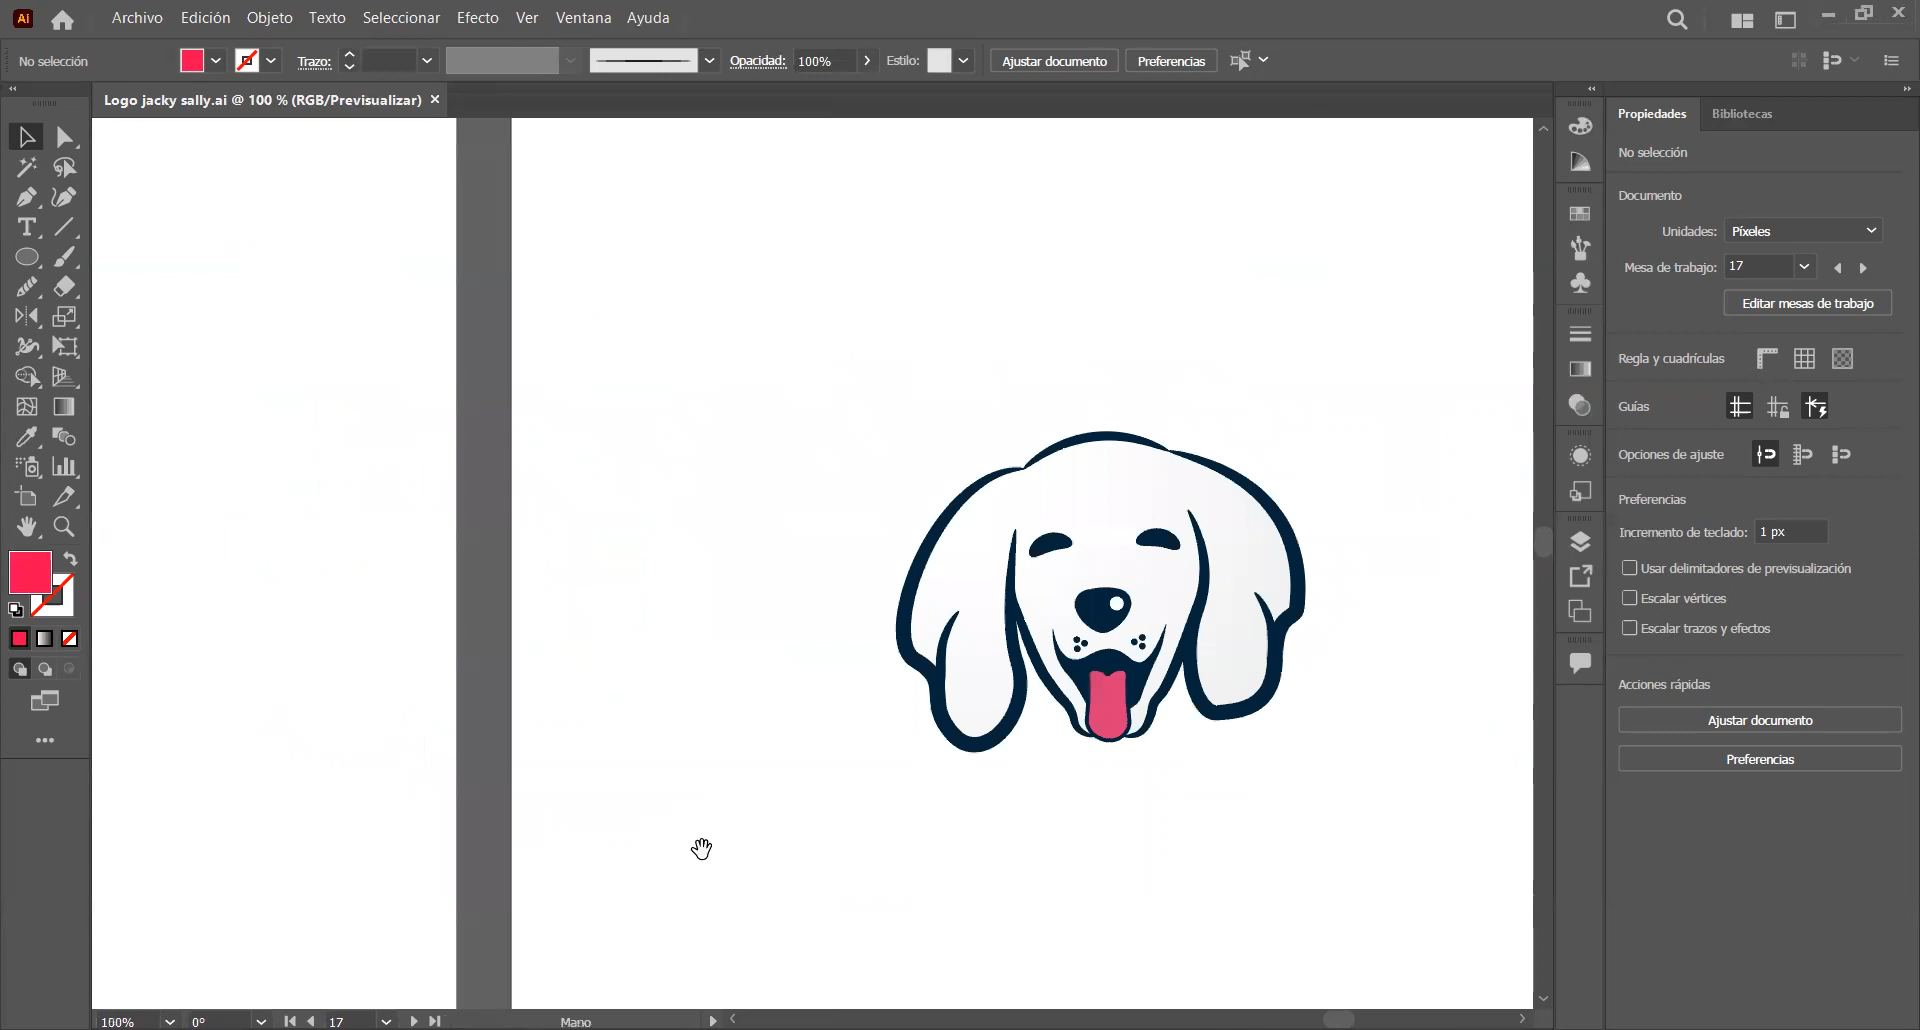 Ai Archivo Edición Objeto Texto Seleccionar Efecto Ver Ventana Ayuda
No selección Trazo: Opacidad: 100% Estilo: Ajustar documento Preferencias
Logo jacky sally.ai @ 100 % (RGB/Previsualizar) ×
Propiedades Bibliotecas
No selección
Documento
Unidades: Píxeles
Mesa de trabajo: 17
Editar mesas de trabajo
Regla y cuadrículas
Guías
Opciones de ajuste
Preferencias
Incremento de teclado: 1 px
Usar delimitadores de previsualización
Escalar vértices
Escalar trazos y efectos
Acciones rápidas
Ajustar documento
Preferencias
100% 0° 17 Mano